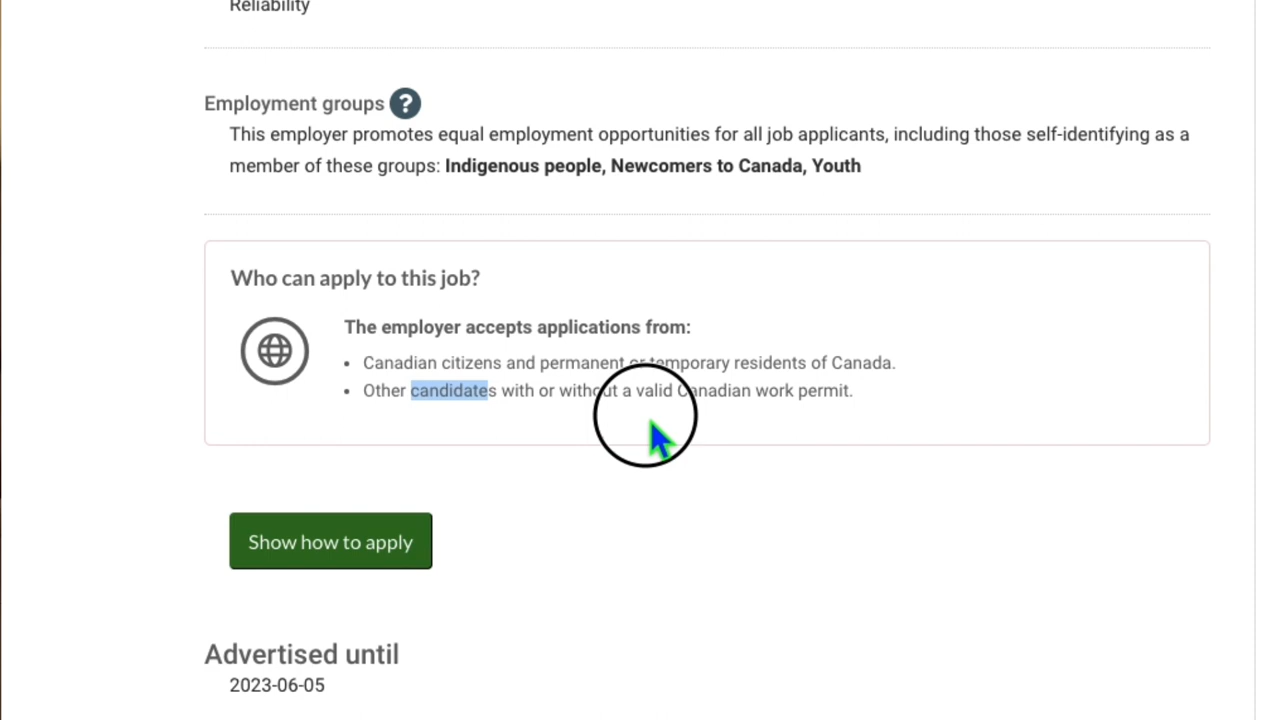 Reliability
Employment groups ?
This employer promotes equal employment opportunities for all job applicants, including those self-identifying as a
member of these groups: Indigenous people, Newcomers to Canada, Youth
Who can apply to this job?
The employer accepts applications from:
• Canadian citizens and permanent or temporary residents of Canada.
• Other candidates with or without a valid Canadian work permit.
Show how to apply
Advertised until
2023-06-05